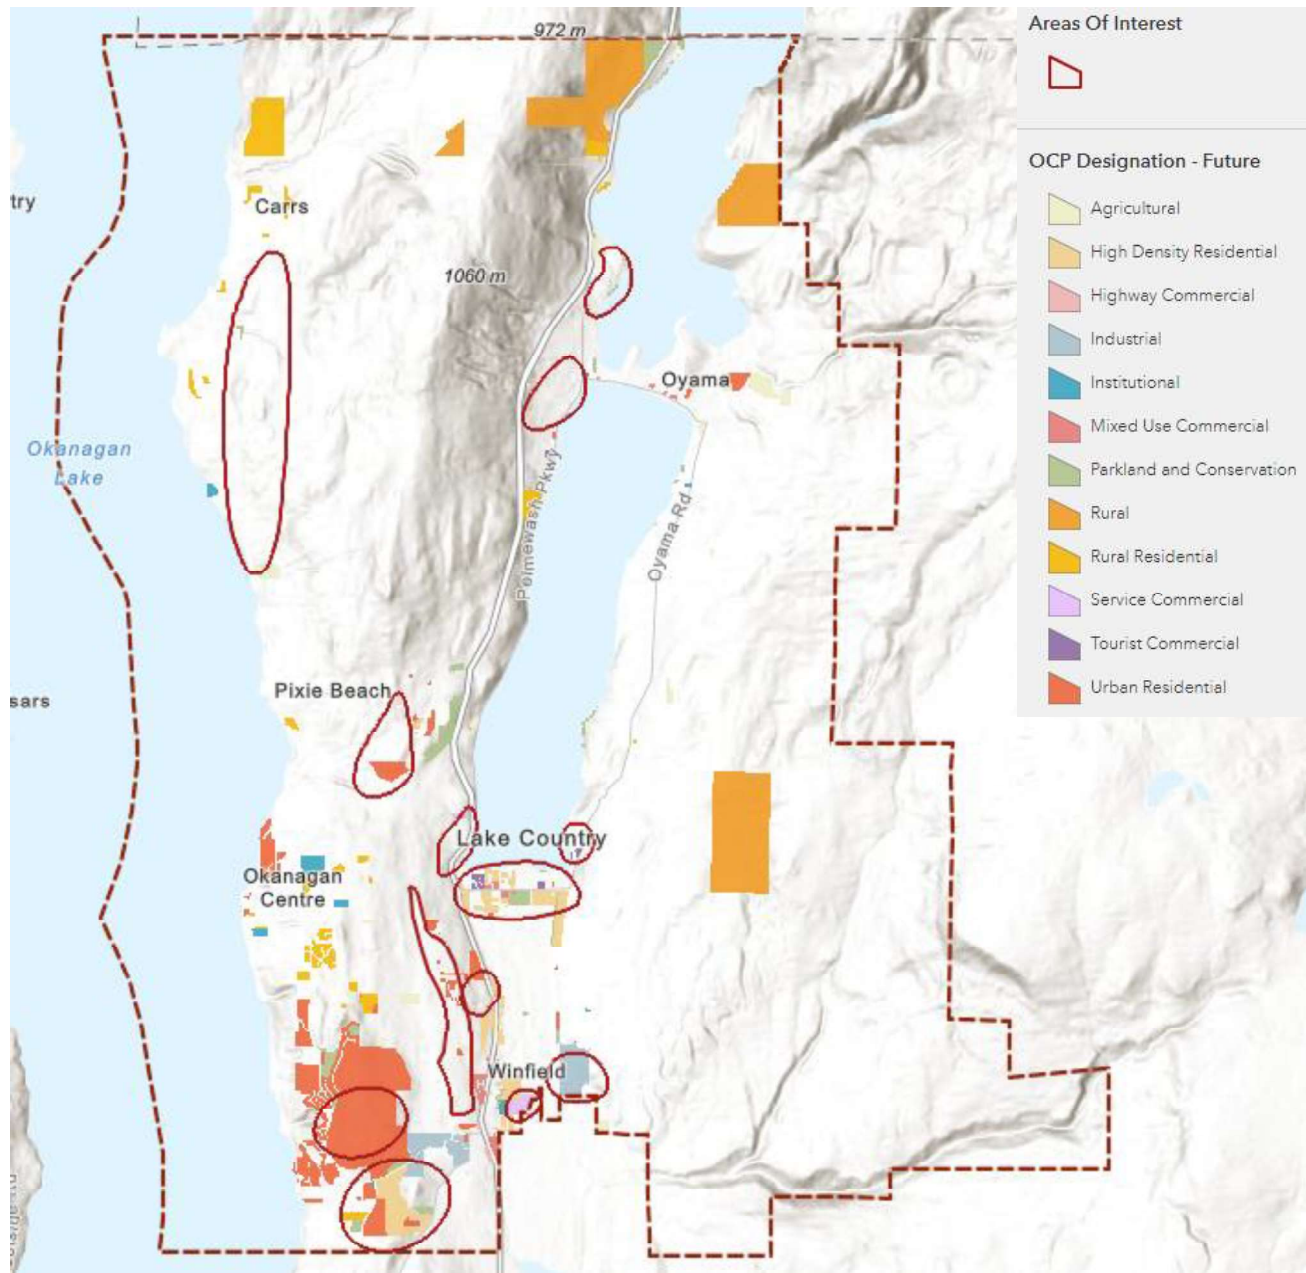 972 m
try
Carrs
1060 m
Oyama
Okanagan
Lake
Pelmewash Pkwy
Oyama Rd
sars
Pixie Beach
Lake Country
Okanagan
Centre
Winfield
Areas Of Interest
OCP Designation - Future
Agricultural
High Density Residential
Highway Commercial
Industrial
Institutional
Mixed Use Commercial
Parkland and Conservation
Rural
Rural Residential
Service Commercial
Tourist Commercial
Urban Residential